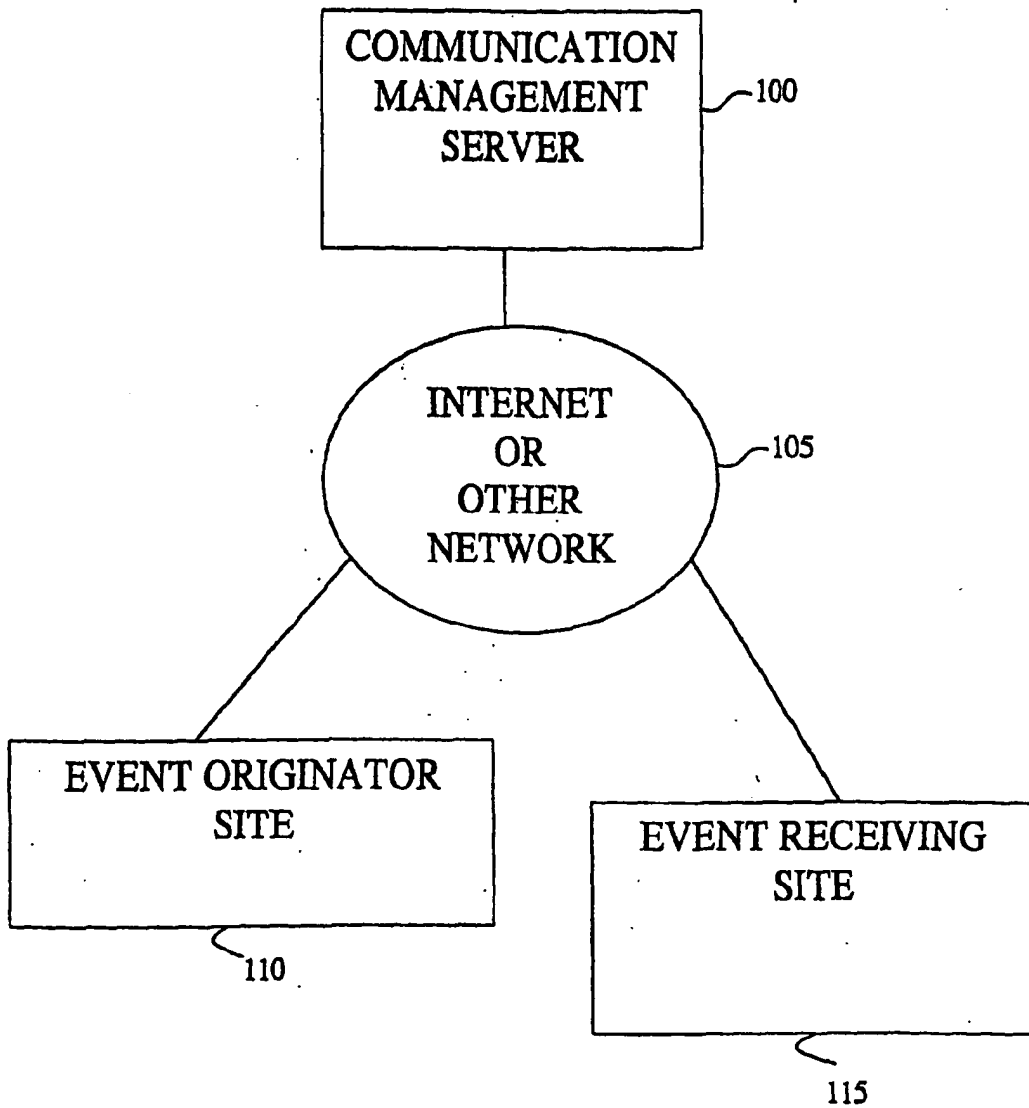 COMMUNICATION
MANAGEMENT
SERVER
100
INTERNET
OR
OTHER
NETWORK
105
EVENT ORIGINATOR
SITE
110
EVENT RECEIVING
SITE
115